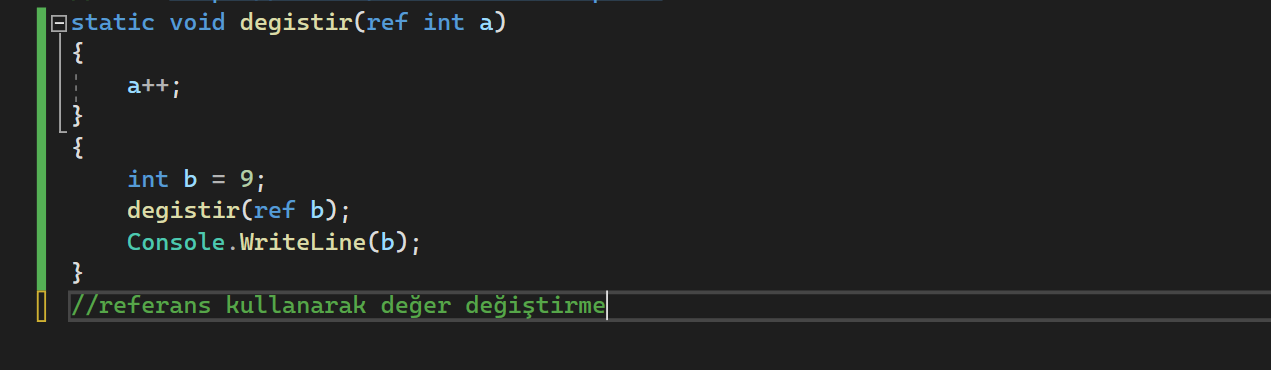 static void degistir(ref int a)
{
    a++;
}
{
    int b = 9;
    degistir(ref b);
    Console.WriteLine(b);
}
//referans kullanarak değer değiştirme